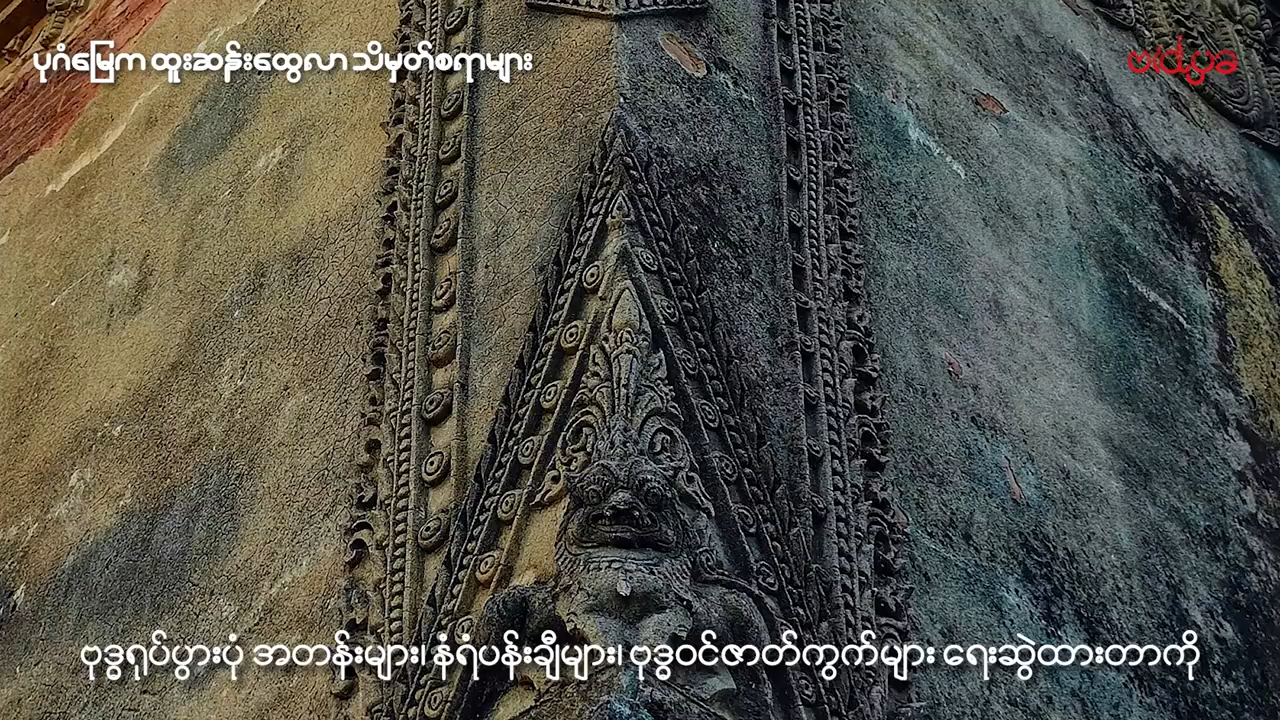 ပုဂံမြေက ထူးဆန်းထွေလာ သိမှတ်စရာများ
vidya
ဗုဒ္ဓရုပ်ပွားပုံ အတန်းများ၊ နံရံပန်းချီများ၊ ဗုဒ္ဓဝင်ဇာတ်ကွက်များ ရေးဆွဲထားတာကို